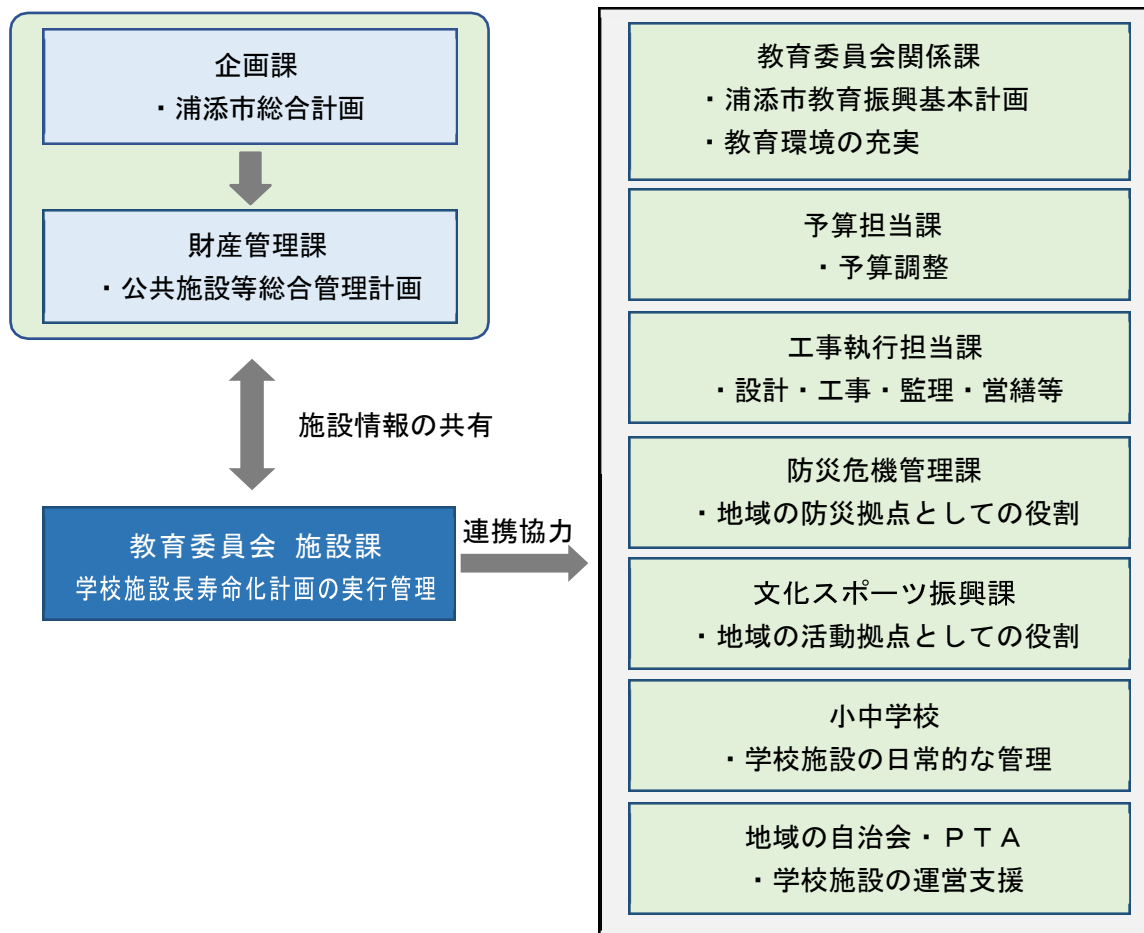 企画課
・浦添市総合計画
財産管理課
・公共施設等総合管理計画
施設情報の共有
教育委員会 施設課
学校施設長寿命化計画の実行管理
連携協力
教育委員会関係課
・浦添市教育振興基本計画
・教育環境の充実
予算担当課
・予算調整
工事執行担当課
・設計・工事・監理・営繕等
防災危機管理課
・地域の防災拠点としての役割
文化スポーツ振興課
・地域の活動拠点としての役割
小中学校
・学校施設の日常的な管理
地域の自治会・ＰＴＡ
・学校施設の運営支援